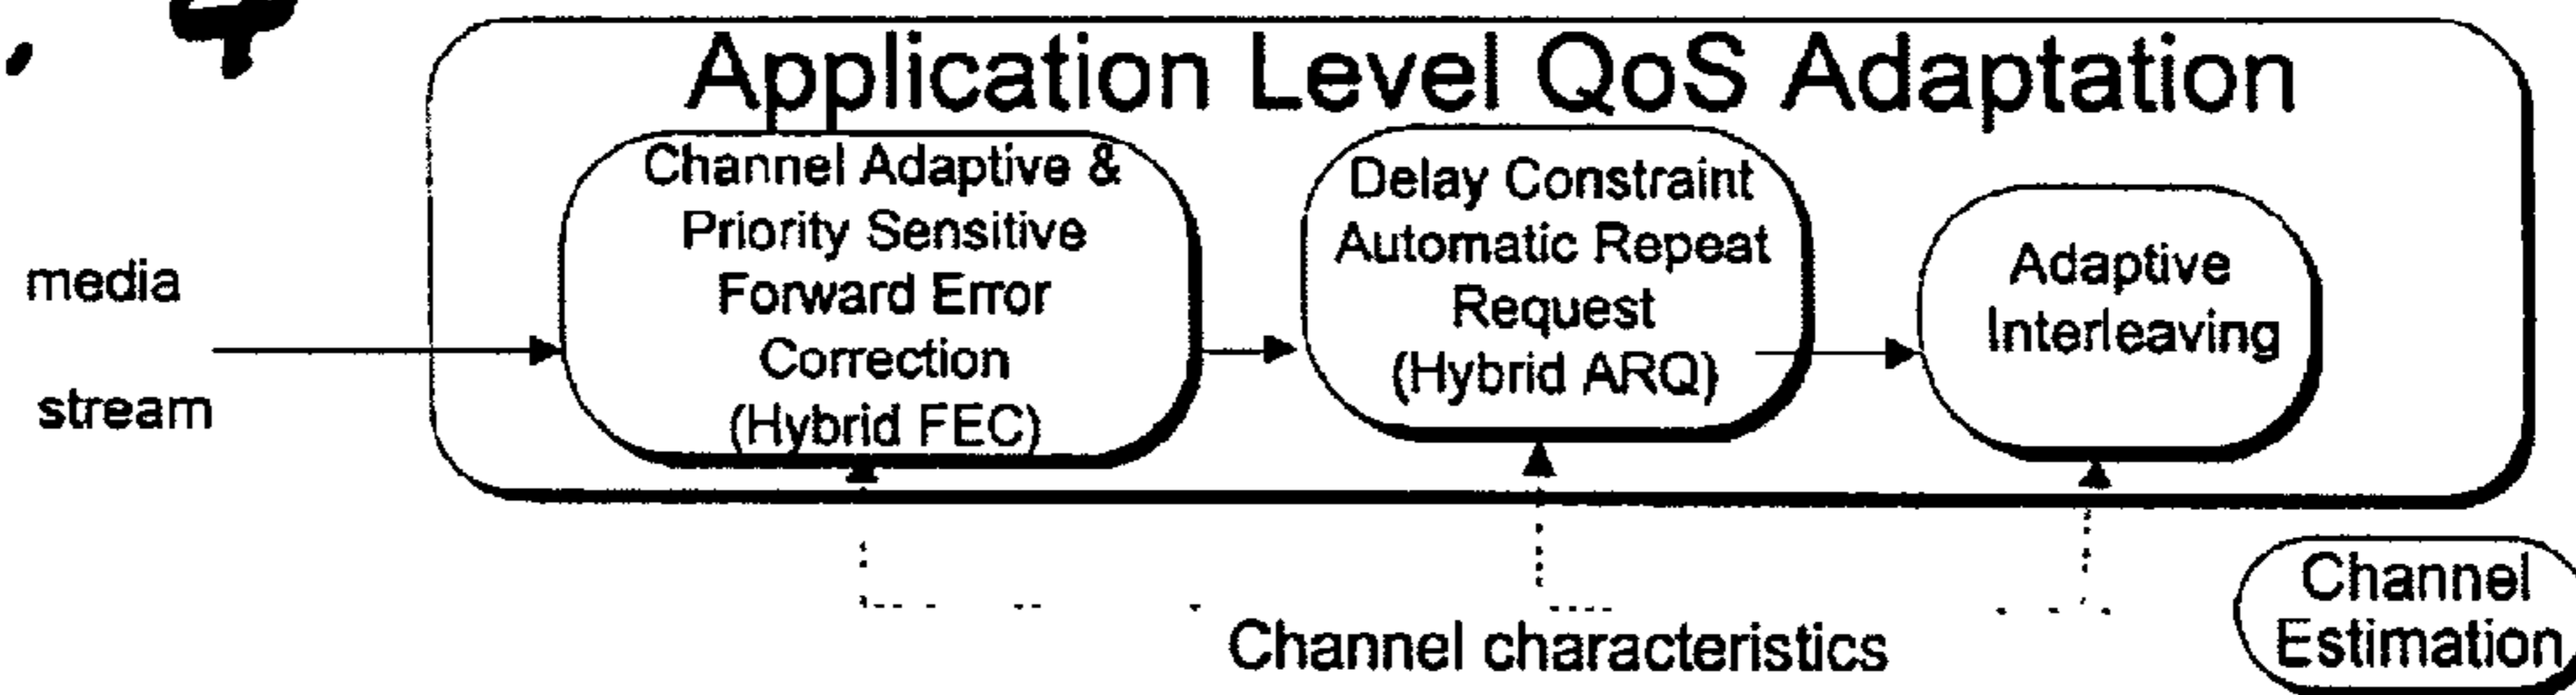 Application Level QoS Adaptation
media
stream
Channel Adaptive &
Priority Sensitive
Forward Error
Correction
(Hybrid FEC)
Delay Constraint
Automatic Repeat
Request
(Hybrid ARQ)
Adaptive
Interleaving
Channel characteristics
Channel
Estimation